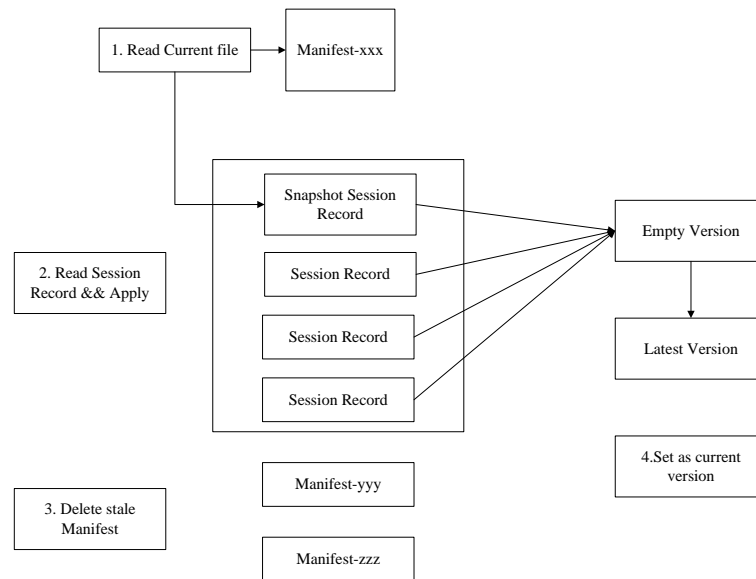 1. Read Current file
Manifest-xxx
Snapshot Session
Record
Empty Version
2. Read Session
Record && Apply
Session Record
Session Record
Latest Version
Session Record
4.Set as current
version
Manifest-yyy
3. Delete stale
Manifest
Manifest-zzz